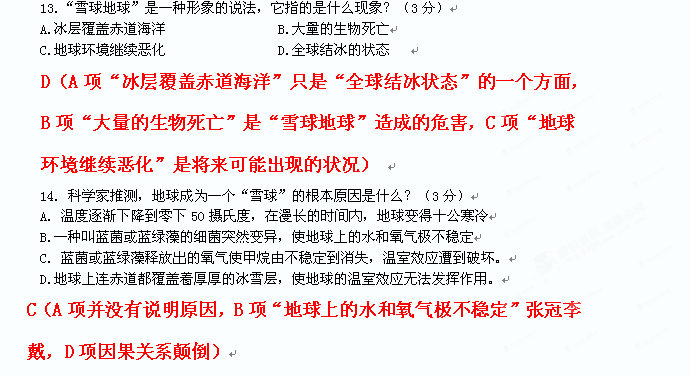 13.“雪球地球”是一种形象的说法，它指的是什么现象？（3 分）
A.冰层覆盖赤道海洋 B.大量的生物死亡
C.地球环境继续恶化 D.全球结冰的状态
D（A 项“冰层覆盖赤道海洋”只是“全球结冰状态”的一个方面，
B 项“大量的生物死亡”是“雪球地球”造成的危害，C 项“地球
环境继续恶化”是将来可能出现的状况）
14. 科学家推测，地球成为一个“雪球”的根本原因是什么？（3 分）
A. 温度逐渐下降到零下 50 摄氏度，在漫长的时间内，地球变得十公寒冷
B.一种叫蓝菌或蓝绿藻的细菌突然变异，使地球上的水和氧气极不稳定
C. 蓝菌或蓝绿藻释放出的氧气使甲烷由不稳定到消失，温室效应遭到破坏。
D.地球上连赤道都覆盖着厚厚的冰雪层，使地球的温室效应无法发挥作用。
C（A 项并没有说明原因，B 项“地球上的水和氧气极不稳定”张冠李
戴，D 项因果关系颠倒）